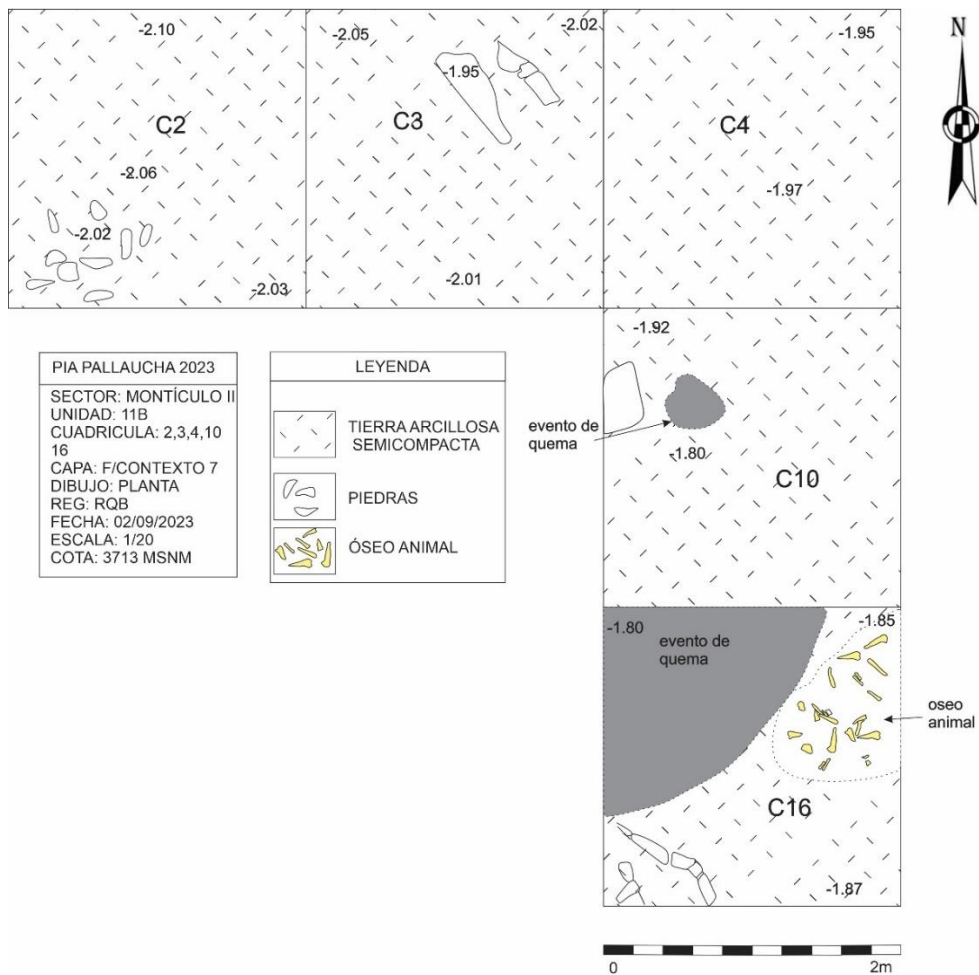 -2.10
-2.05
-2.02
-1.95
N
-1.95
C2
C3
C4
-2.06
-1.97
-2.02
-2.03
-2.01
PIA PALLAUCHA 2023
SECTOR: MONTÍCULO II
UNIDAD: 11B
CUADRICULA: 2,3,4,10
16
CAPA: F/CONTEXTO 7
DIBUJO: PLANTA
REG: RQB
FECHA: 02/09/2023
ESCALA: 1/20
COTA: 3713 MSNM
LEYENDA
TIERRA ARCILLOSA
SEMICOMPACTA
PIEDRAS
ÓSEO ANIMAL
-1.92
evento de
quema
-1.80
C10
-1.80
evento de
quema
-1.85
oseo
animal
C16
-1.87
0
2m